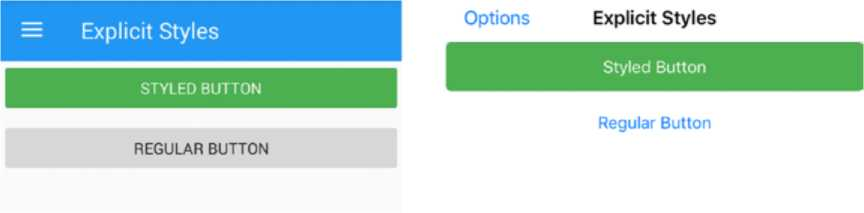 Explicit Styles
STYLED BUTTON
REGULAR BUTTON
Options Explicit Styles
Styled Button
Regular Button